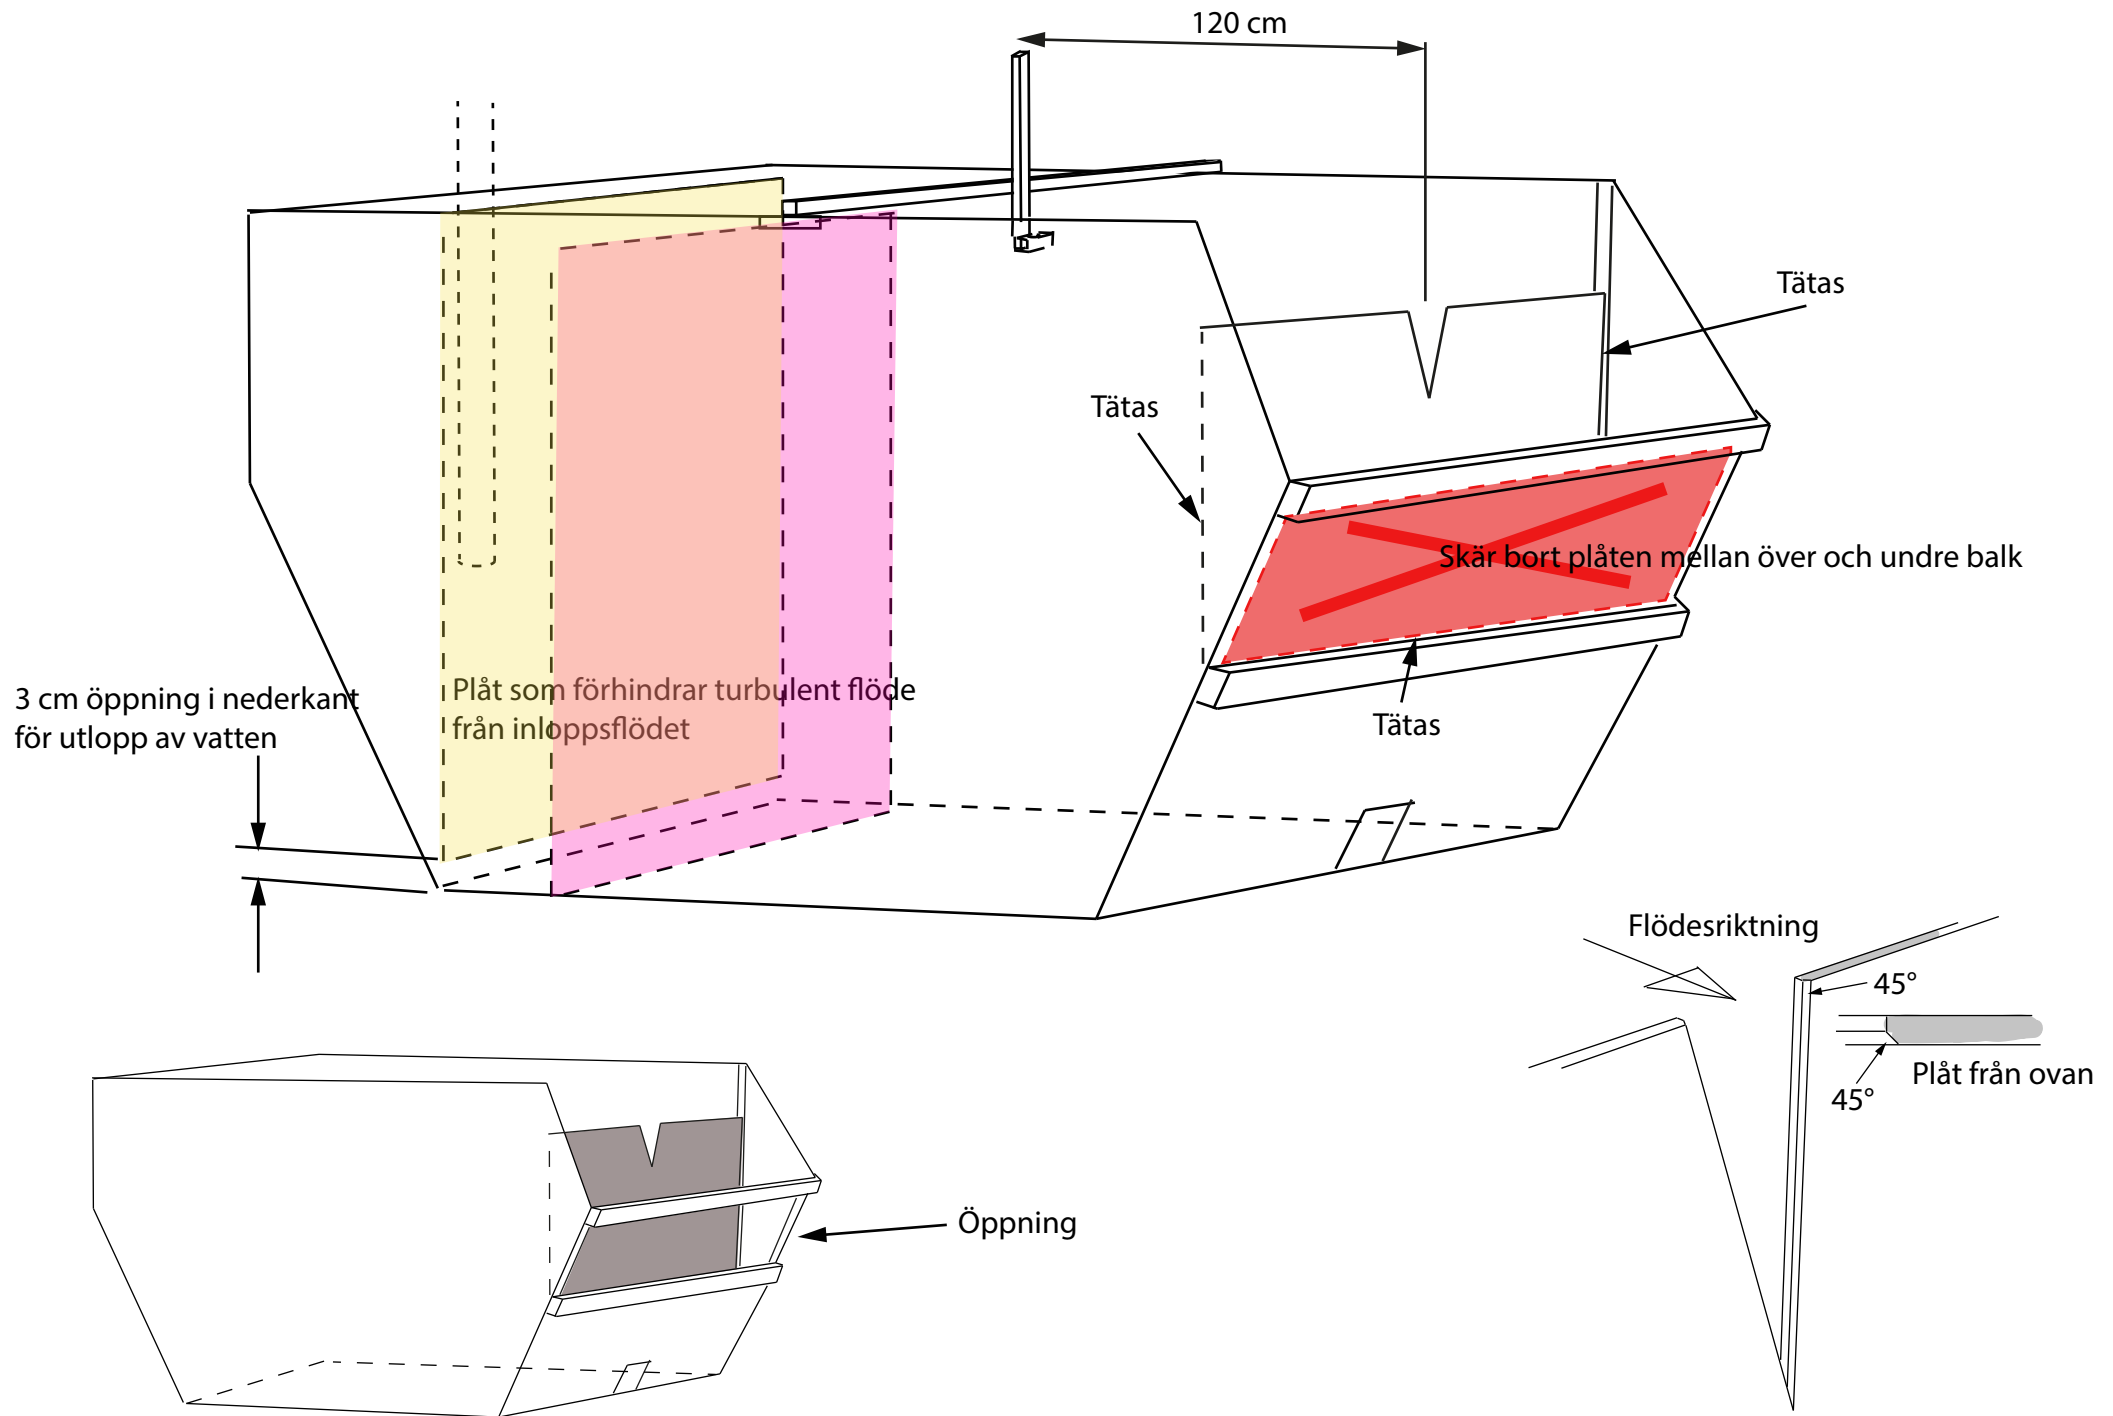 120 cm
Tätas
Tätas
Skär bort plåten mellan över och undre balk
3 cm öppning i nederkant
för utlopp av vatten
Plåt som förhindrar turbulent flöde
från inloppsflödet
Tätas
Flödesriktning
45°
Plåt från ovan
45°
Öppning